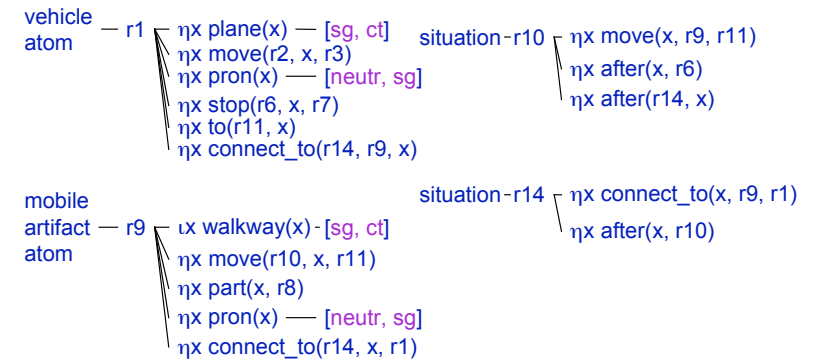 vehicle
atom
r1
ηx plane(x) — [sg, ct]
ηx move(r2, x, r3)
ηx pron(x) — [neutr, sg]
ηx stop(r6, x, r7)
ηx to(r11, x)
ηx connect_to(r14, r9, x)
situation-r10
ηx move(x, r9, r11)
ηx after(x, r6)
ηx after(r14, x)
mobile
artifact
atom
r9
ιx walkway(x) - [sg, ct]
ηx move(r10, x, r11)
ηx part(x, r8)
ηx pron(x) — [neutr, sg]
ηx connect_to(r14, x, r1)
situation-r14
ηx connect_to(x, r9, r1)
ηx after(x, r10)